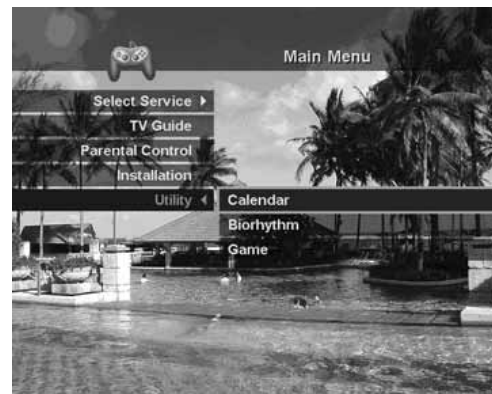 Main Menu
Select Service
TV Guide
Parental Control
Installation
Utility
Calendar
Biorhythm
Game